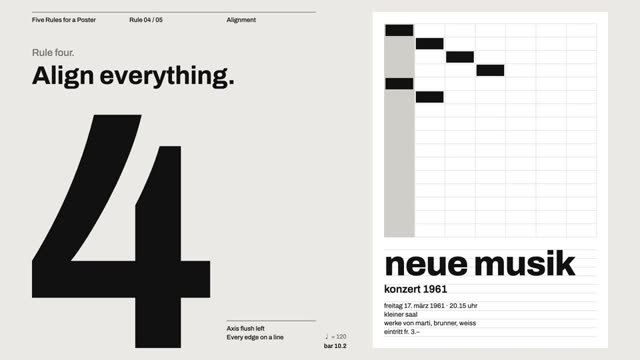 Five Rules for a Poster
Rule 04 / 05
Alignment
Rule four.
Align everything.
4
Axis flush left
Every edge on a line
♩ = 120
bar 10.2
neue musik
konzert 1961
freitag 17. märz 1961 · 20.15 uhr
kleiner saal
werke von marti, brunner, weiss
eintritt fr. 3.–